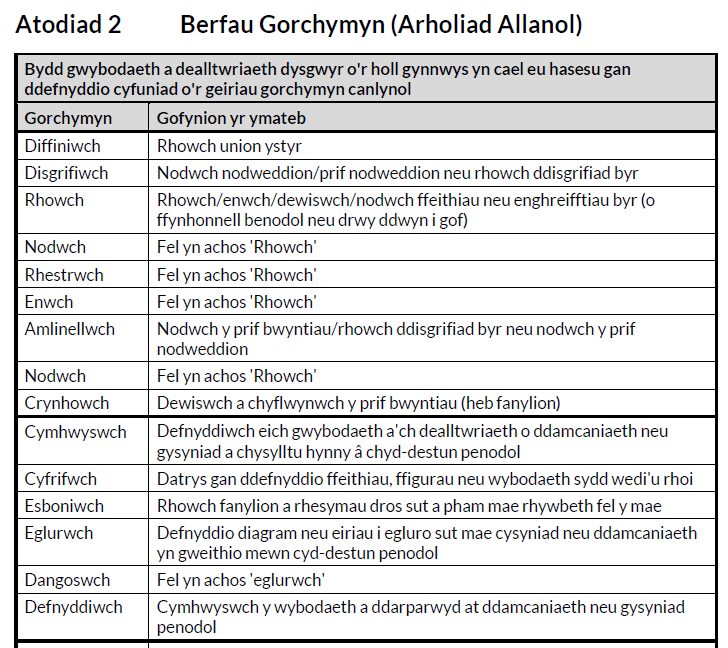 Atodiad 2 Berfau Gorchymyn (Arholiad Allanol)
Bydd gwybodaeth a dealltwriaeth dysgwyr o'r holl gynnwys yn cael eu hasesu gan
ddefnyddio cyfuniad o'r geiriau gorchymyn canlynol
Gorchymyn Gofynion yr ymateb
Diffiniwch Rhowch union ystyr
Disgrifiwch Nodwch nodweddion/prif nodweddion neu rhowch ddisgrifiad byr
Rhowch Rhowch/enwch/dewiswch/nodwch ffeithiau neu enghreifftiau byr (o
ffynhonnell benodol neu drwy ddwyn i gof)
Nodwch Fel yn achos 'Rhowch'
Rhestrwch Fel yn achos 'Rhowch'
Enwch Fel yn achos 'Rhowch'
Amlinellwch Nodwch y prif bwyntiau/rhowch ddisgrifiad byr neu nodwch y prif
nodweddion
Nodwch Fel yn achos 'Rhowch'
Crynhowch Dewiswch a chyflwynwch y prif bwyntiau (heb fanylion)
Cymhwyswch Defnyddiwch eich gwybodaeth a'ch dealltwriaeth o ddamcaniaeth neu
gysyniad a chysylltu hynny â chyd-destun penodol
Cyfrifwch Datrys gan ddefnyddio ffeithiau, ffigurau neu wybodaeth sydd wedi'u rhoi
Esboniwch Rhowch fanylion a rhesymau dros sut a pham mae rhywbeth fel y mae
Eglurwch Defnyddio diagram neu eiriau i egluro sut mae cysyniad neu ddamcaniaeth
yn gweithio mewn cyd-destun penodol
Dangoswch Fel yn achos 'eglurwch'
Defnyddiwch Cymhwyswch y wybodaeth a ddarparwyd at ddamcaniaeth neu gysyniad
penodol